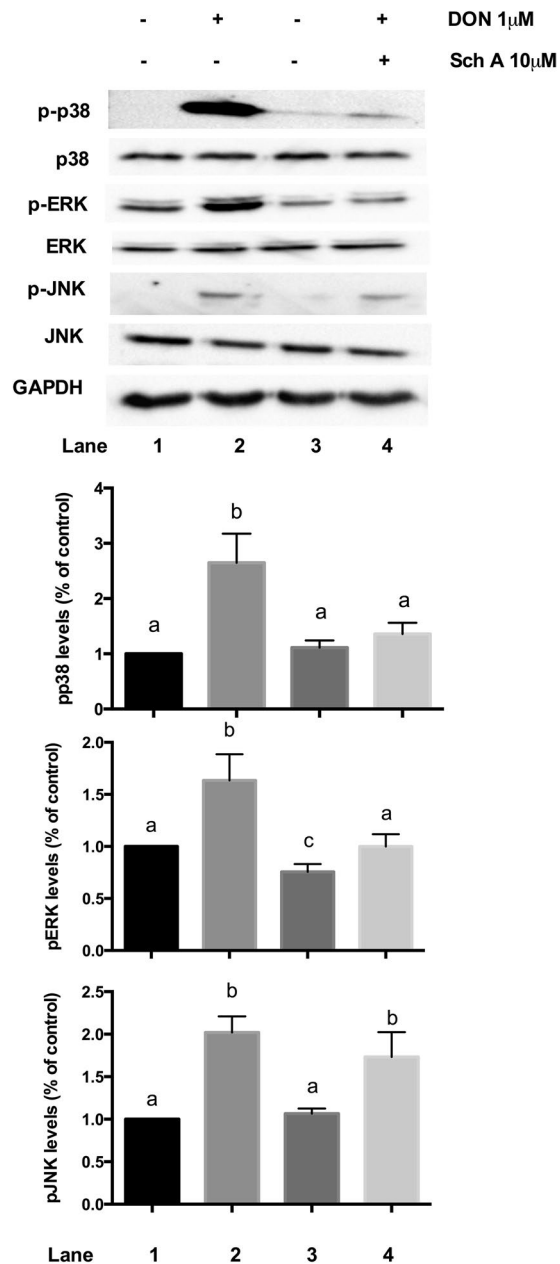 - + - + DON 1μM
- - - + Sch A 10μM
p-p38
p38
p-ERK
ERK
p-JNK
JNK
GAPDH
Lane 1 2 3 4
pp38 levels (% of control)
4
3
2
1
0
a b a a
pERK levels (% of control)
2.0
1.5
1.0
0.5
0.0
a b c a
pJNK levels (% of control)
2.5
2.0
1.5
1.0
0.5
0.0
a b a b
Lane 1 2 3 4